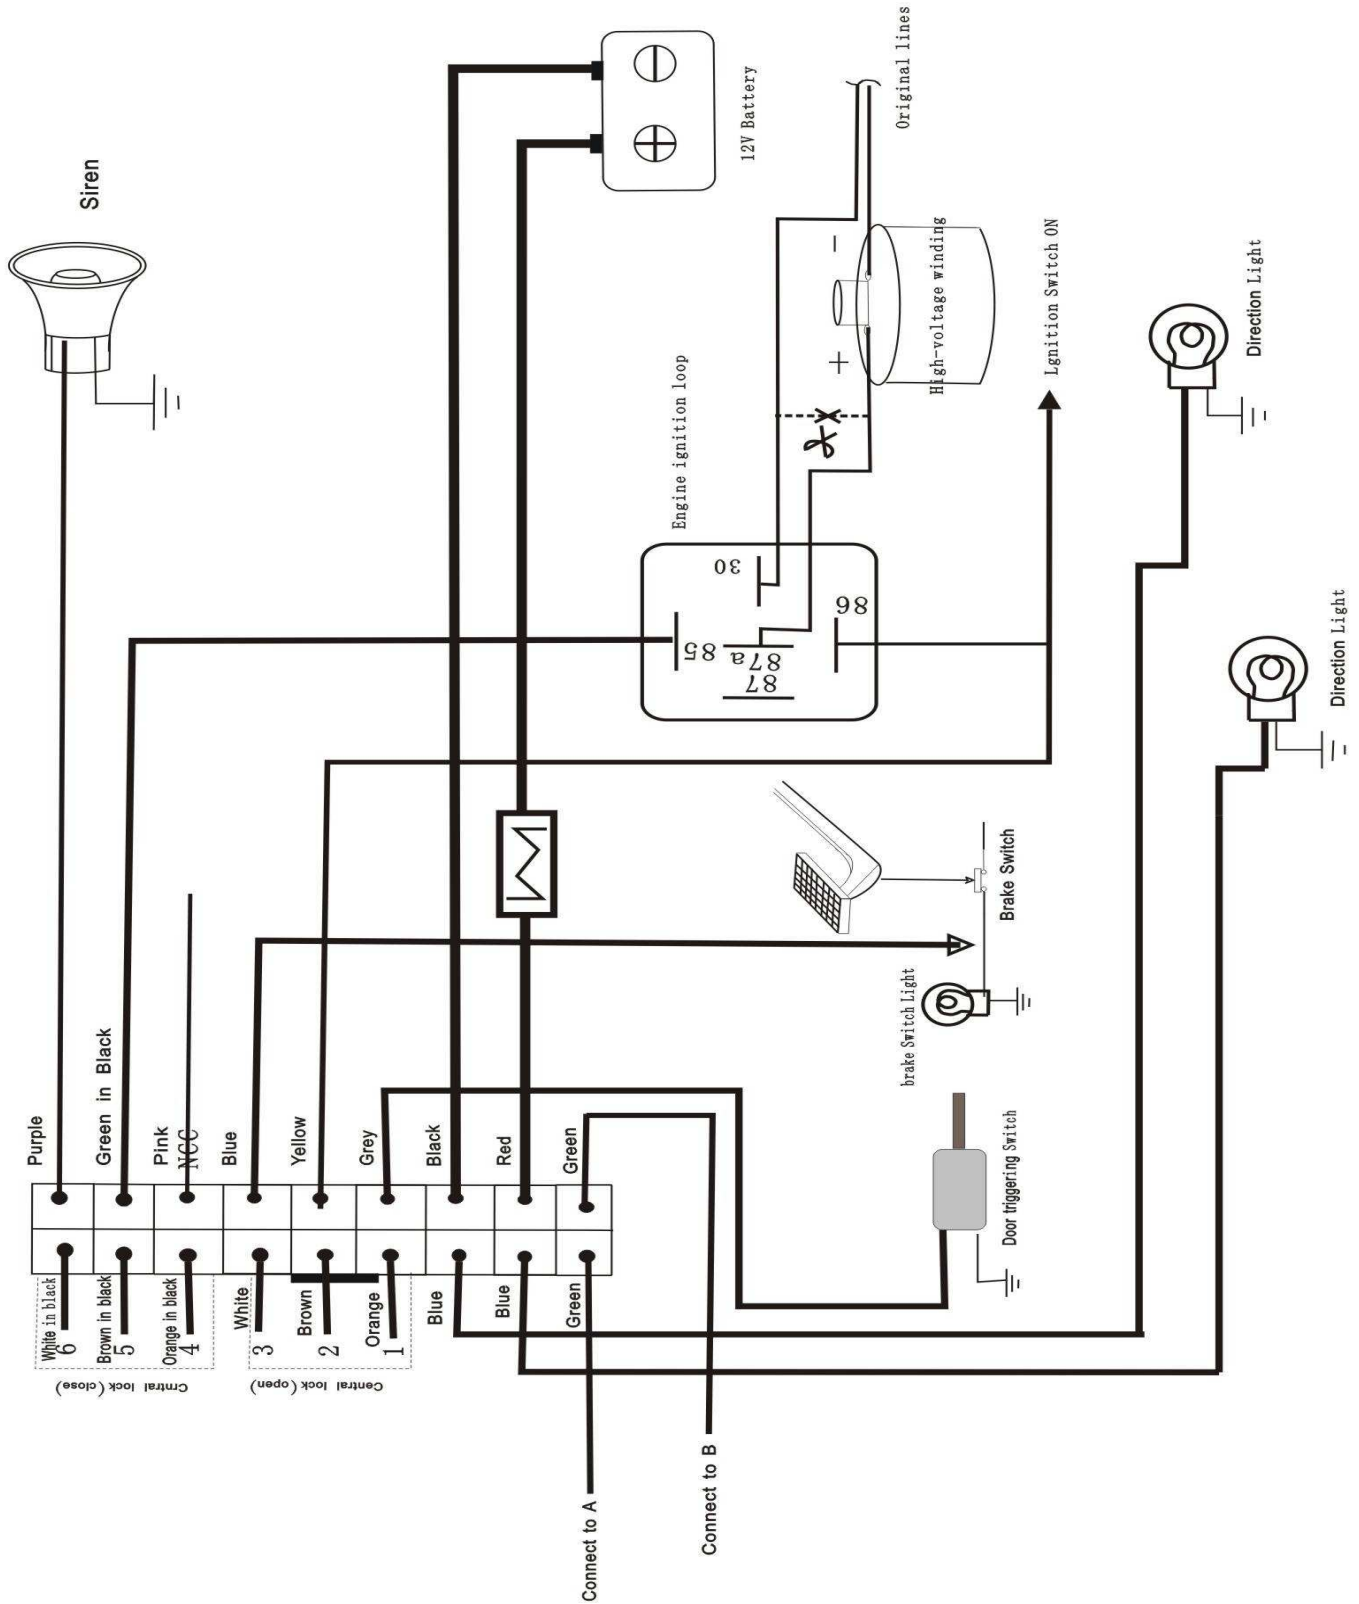 Siren
12V Battery
Original lines
High-voltage winding
+
-
Lgnition Switch ON
Engine ignition loop
30
85
87a
87
86
Direction Light
Direction Light
Brake Switch
brake Switch Light
Door triggering Switch
Purple
Green in Black
Pink
NCC
Blue
Yellow
Grey
Black
Red
Green
White in black
6
Brown in black
5
Orange in black
4
White
3
Brown
2
Orange
1
Blue
Blue
Green
Crntral lock(close)
Central lock(open)
Connect to A
Connect to B